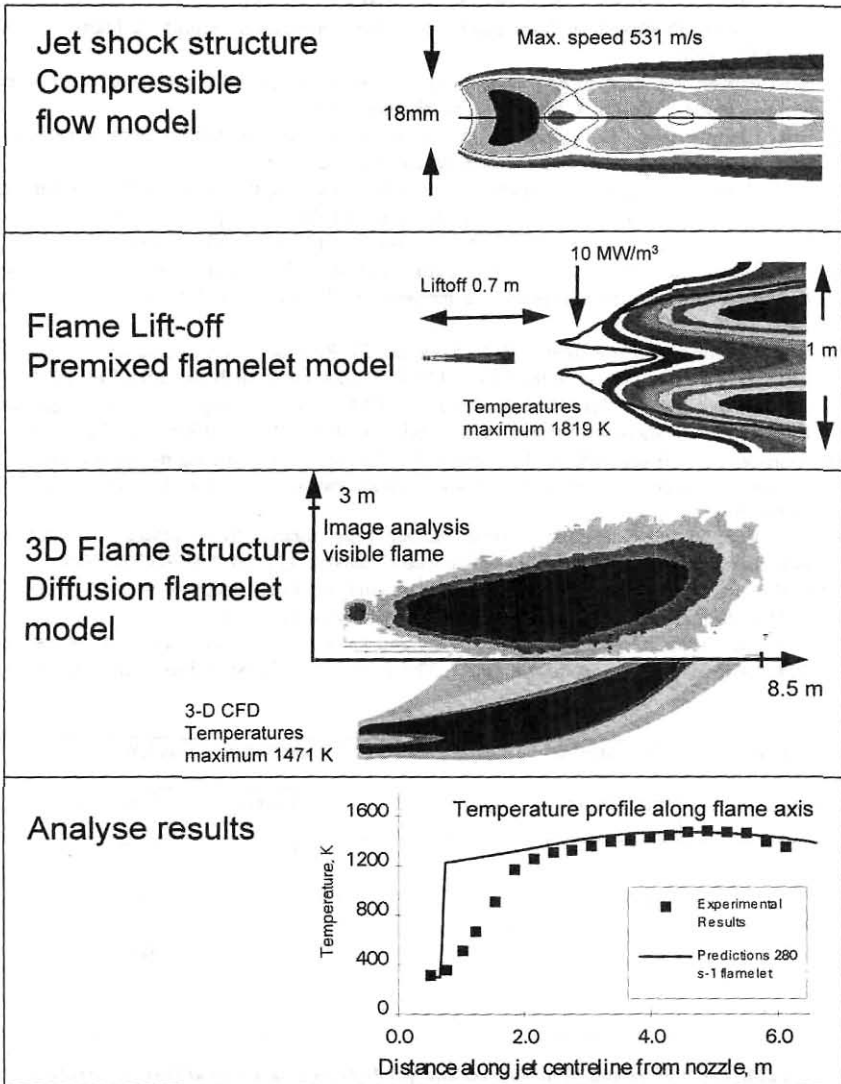 Jet shock structure
Compressible
flow model
Max. speed 531 m/s
18mm
Flame Lift-off
Premixed flamelet model
Liftoff 0.7 m
10 MW/m³
1 m
Temperatures
maximum 1819 K
3D Flame structure
Diffusion flamelet
model
3 m
Image analysis
visible flame
8.5 m
3-D CFD
Temperatures
maximum 1471 K
Analyse results
Temperature profile along flame axis
Temperature, K
1600
1200
800
400
0
Experimental
Results
Predictions 280
s-1 flamelet
0.0
2.0
4.0
6.0
Distance along jet centreline from nozzle, m